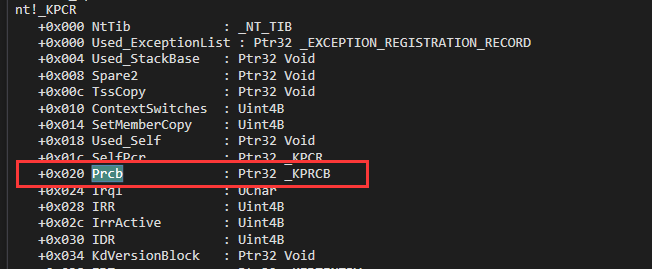 nt!_KPCR
+0x000 NtTib : _NT_TIB
+0x000 Used_ExceptionList : Ptr32 _EXCEPTION_REGISTRATION_RECORD
+0x004 Used_StackBase : Ptr32 Void
+0x008 Spare2 : Ptr32 Void
+0x00c TssCopy : Ptr32 Void
+0x010 ContextSwitches : Uint4B
+0x014 SetMemberCopy : Uint4B
+0x018 Used_Self : Ptr32 Void
+0x01c SelfPcr : Ptr32 _KPCR
+0x020 Prcb : Ptr32 _KPRCB
+0x024 Irql : UChar
+0x028 IRR : Uint4B
+0x02c IrrActive : Uint4B
+0x030 IDR : Uint4B
+0x034 KdVersionBlock : Ptr32 Void